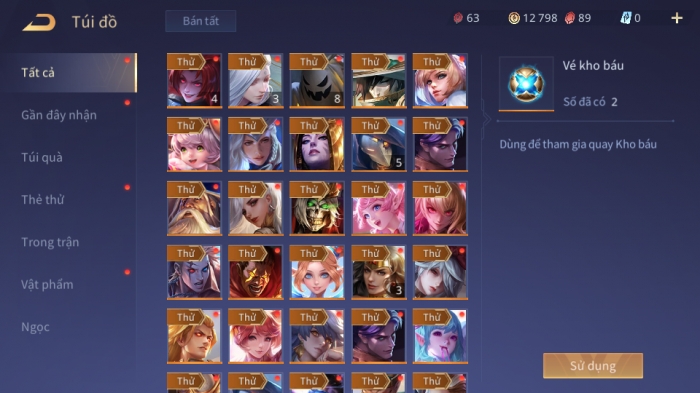 Túi đồ
Bán tất
63
12 798
89
0
Tất cả
Gần đây nhận
Túi quà
Thẻ thử
Trong trận
Vật phẩm
Ngọc
Thử Thử Thử Thử Thử
4 3 8
Thử Thử Thử Thử Thử
5
Thử Thử Thử Thử Thử
Thử Thử Thử Thử Thử
3
Thử Thử Thử Thử Thử
Thử Thử Thử Thử Thử
Vé kho báu
Số đã có 2
Dùng để tham gia quay Kho báu
Sử dụng